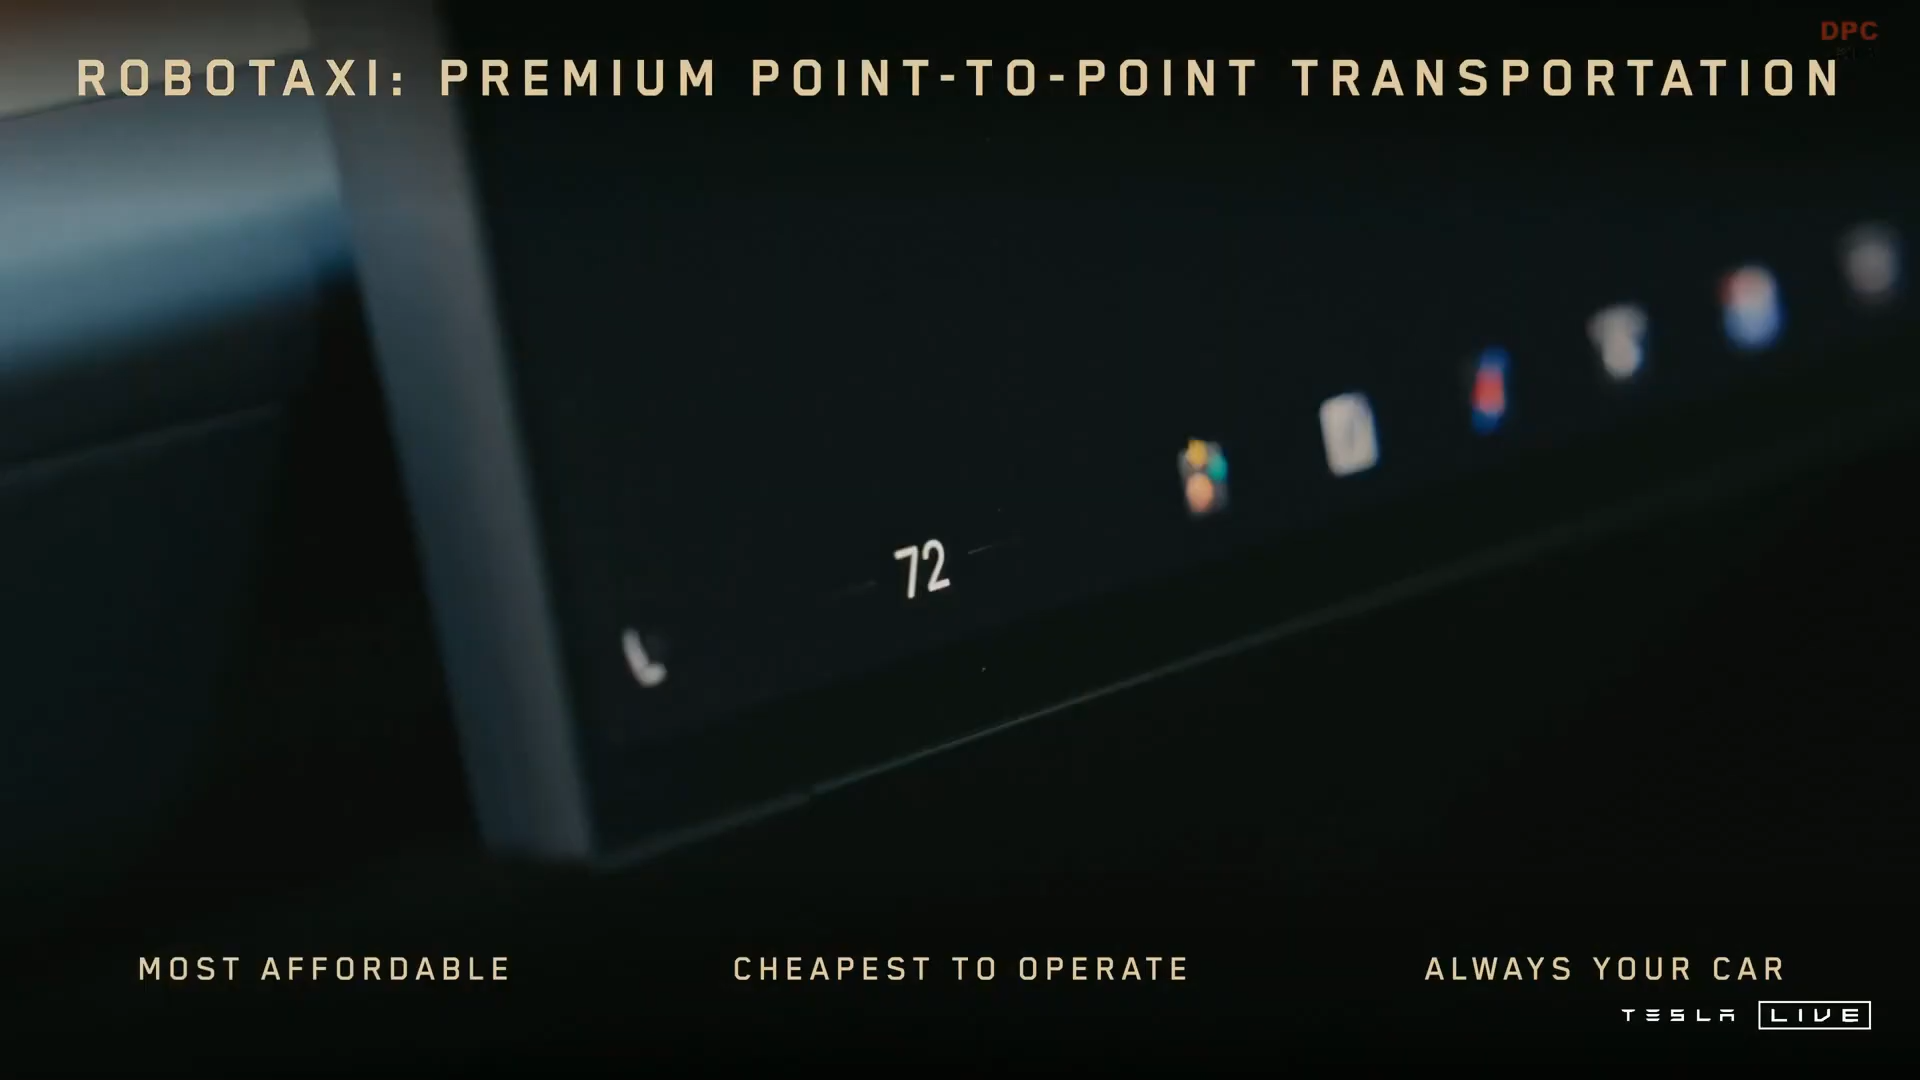 DPC
ROBOTAXI: PREMIUM POINT-TO-POINT TRANSPORTATION
72
MOST AFFORDABLE
CHEAPEST TO OPERATE
ALWAYS YOUR CAR
TESLA LIVE